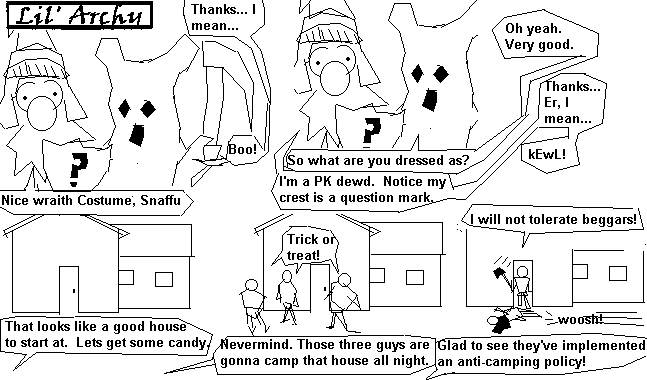 Lil' Archy
Nice wraith Costume, Snaffu
Thanks... I
mean...
Boo!
So what are you dressed as?
I'm a PK dewd.  Notice my
crest is a question mark.
Oh yeah.
Very good.
Thanks...
Er, I
mean...
kEwL!
?
?
That looks like a good house
to start at.  Lets get some candy.
Trick or
treat!
Nevermind. Those three guys are
gonna camp that house all night.
I will not tolerate beggars!
woosh!
Glad to see they've implemented
an anti-camping policy!